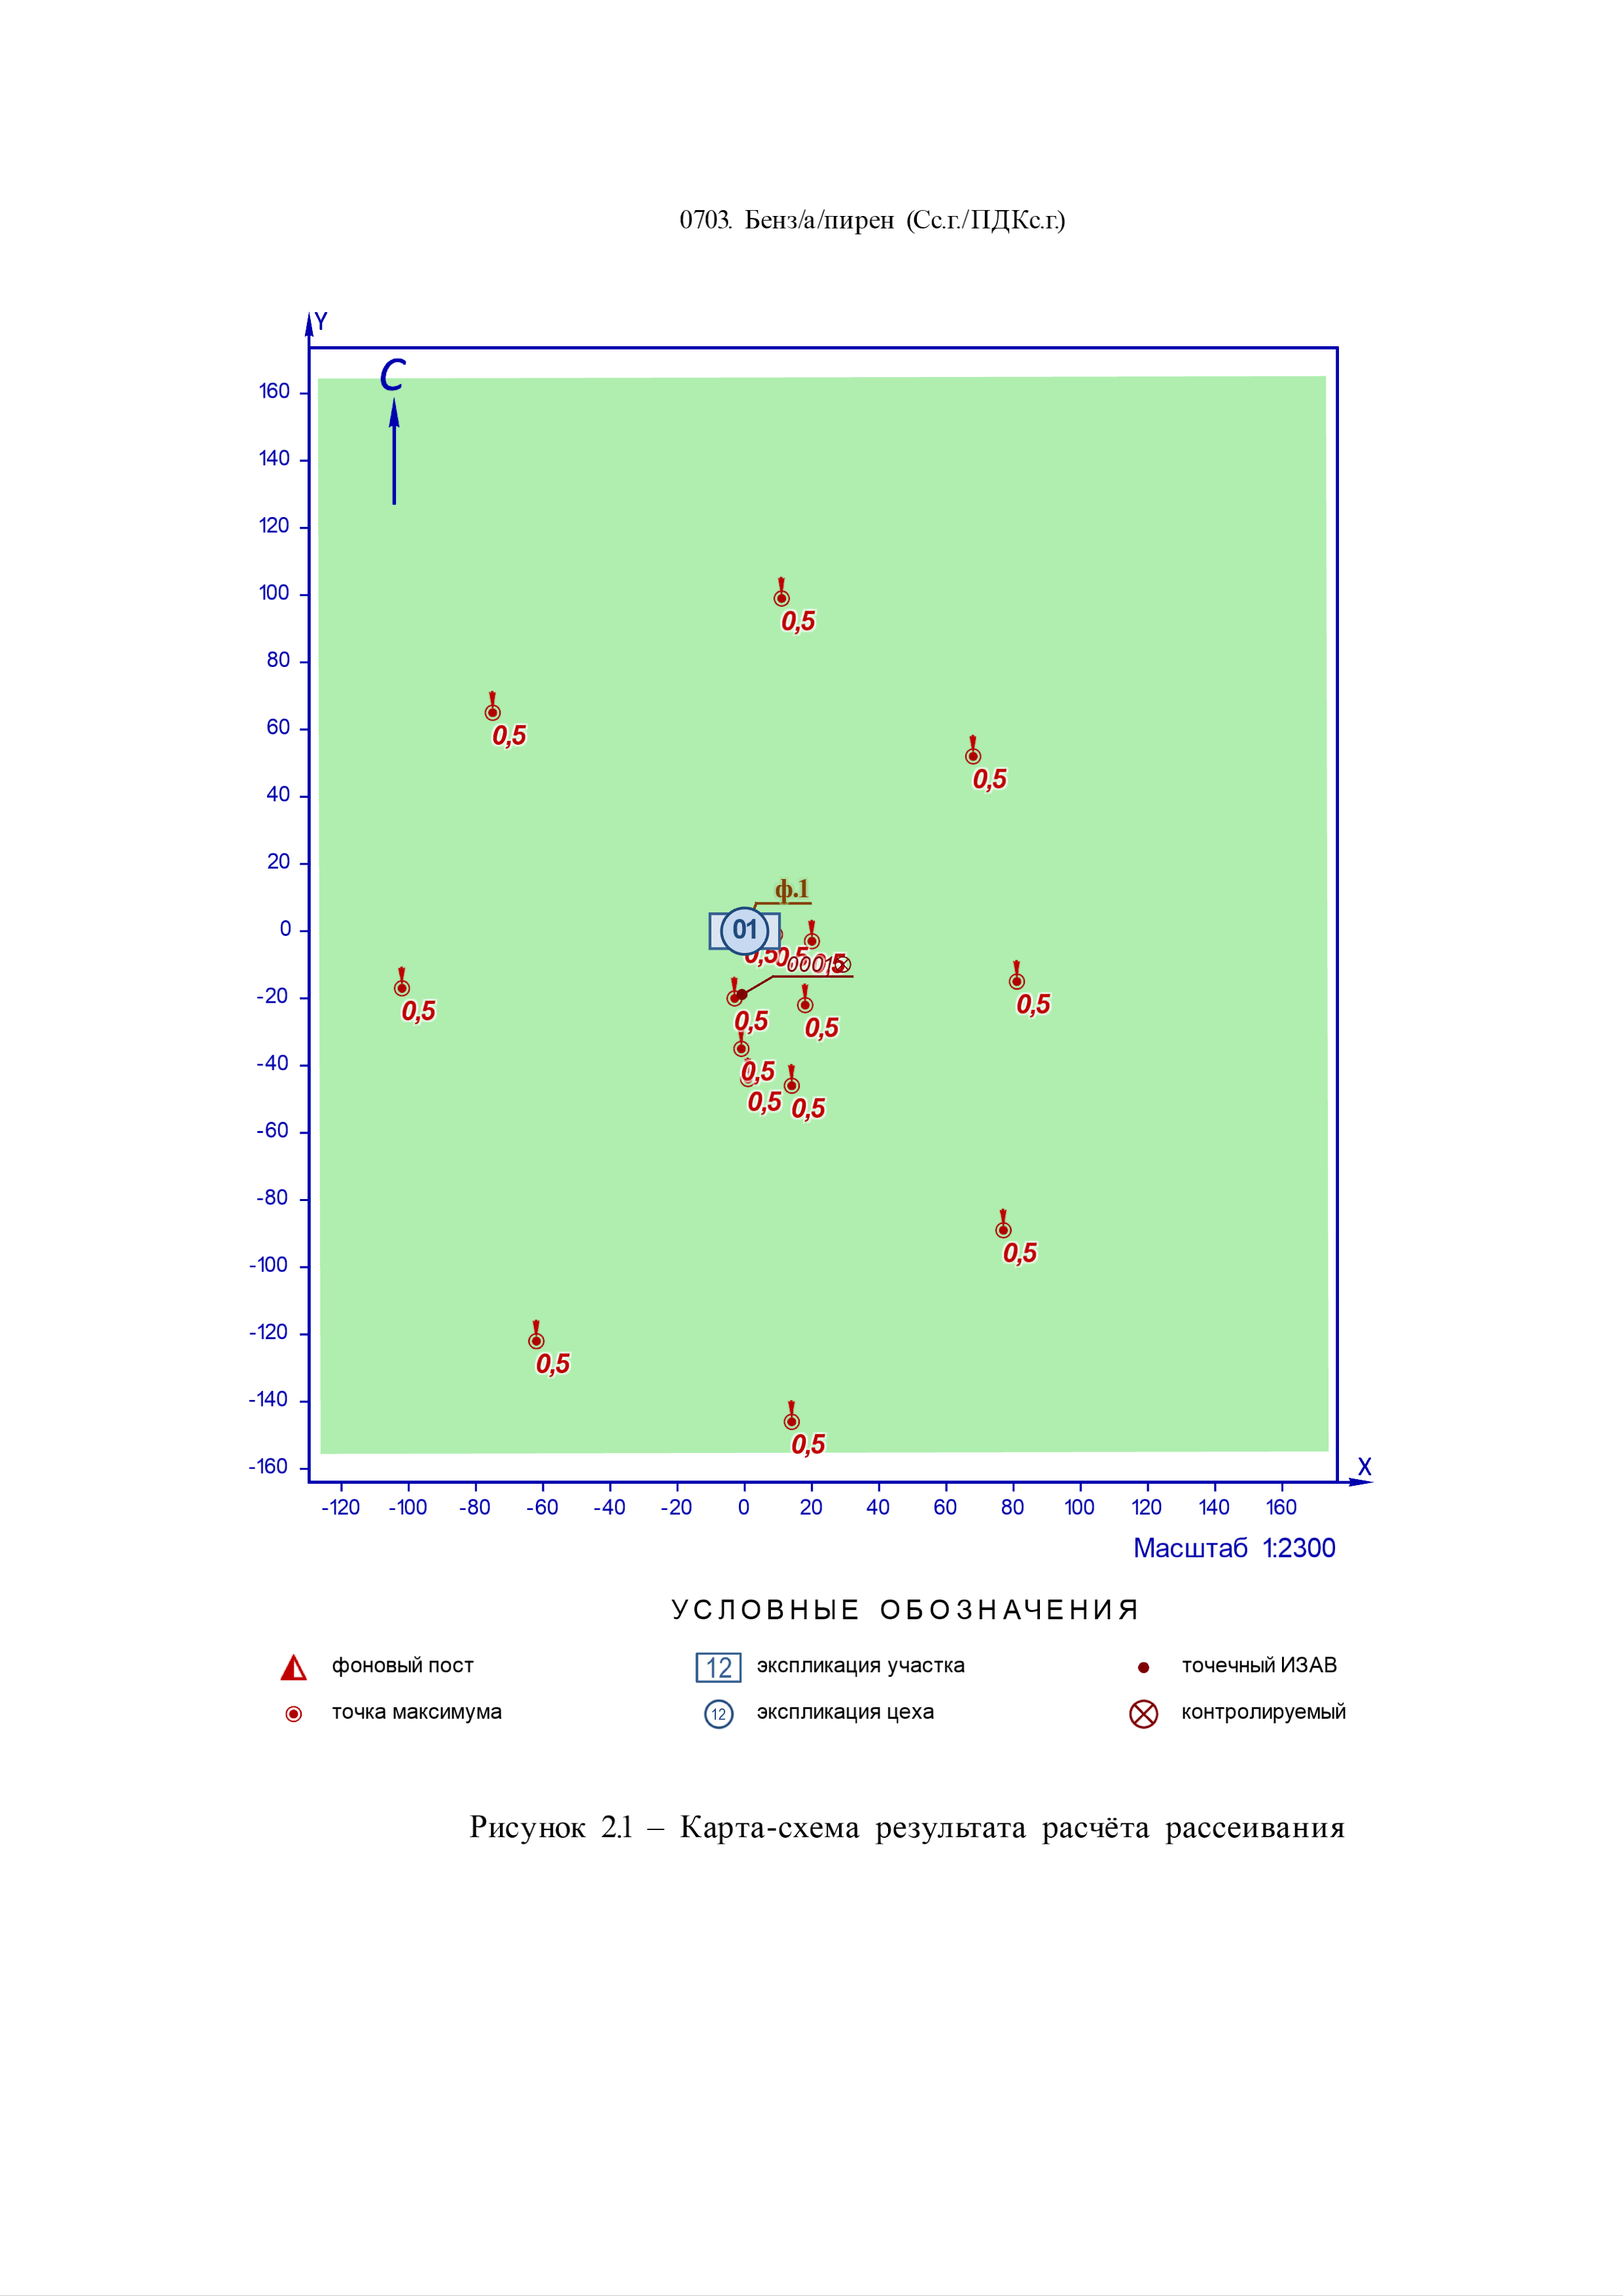 0703. Бенз/а/пирен (Сс.г./ПДКс.г.)
Y
С
160
140
120
100
0,5
80
60
0,5
0,5
40
20
ф.1
0
01
0,5
0,5
-20
0,5
0,5
0,5
0,5
-40
0,5
0,5
0,5
-60
-80
-100
0,5
-120
0,5
-140
0,5
-160
X
-120 -100 -80 -60 -40 -20 0 20 40 60 80 100 120 140 160
Масштаб 1:2300
УСЛОВНЫЕ ОБОЗНАЧЕНИЯ
фоновый пост
12 экспликация участка
точечный ИЗАВ
точка максимума
12 экспликация цеха
контролируемый
Рисунок 2.1 – Карта-схема результата расчёта рассеивания